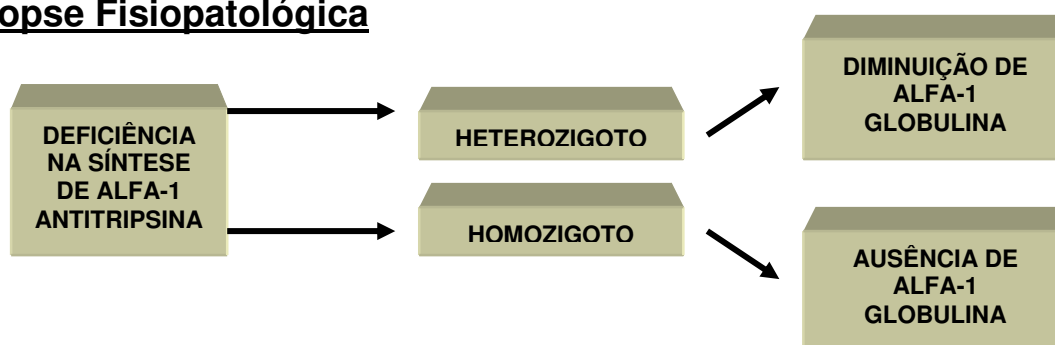 opse Fisiopatológica
DEFICIÊNCIA
NA SÍNTESE
DE ALFA-1
ANTITRIPSINA
HETEROZIGOTO
HOMOZIGOTO
DIMINUIÇÃO DE
ALFA-1
GLOBULINA
AUSÊNCIA DE
ALFA-1
GLOBULINA